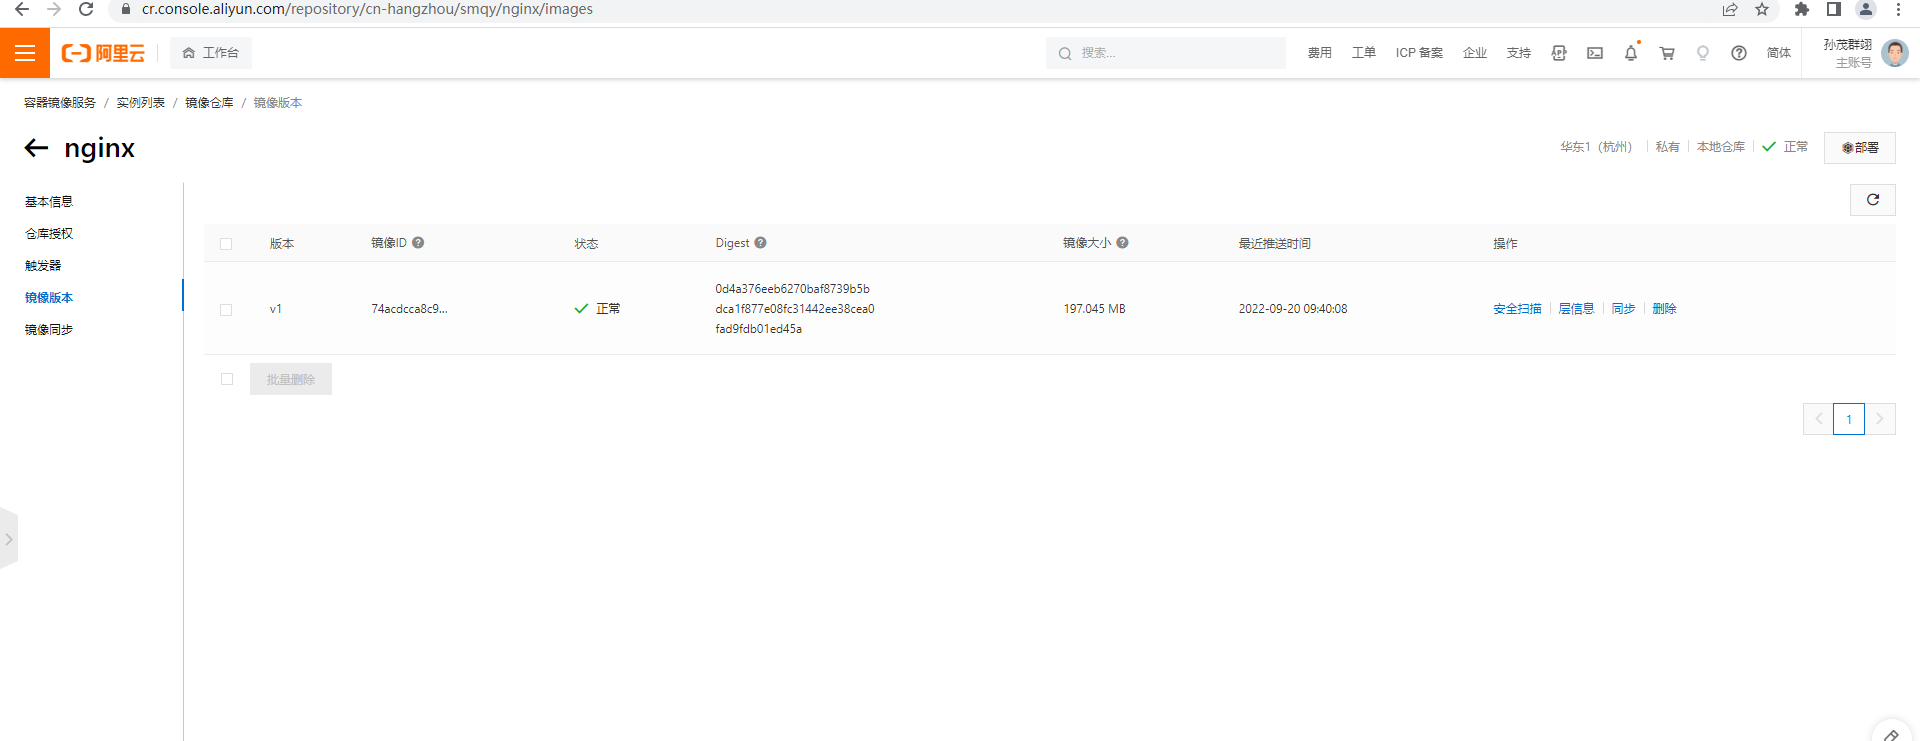 cr.console.aliyun.com/repository/cn-hangzhou/smqy/nginx/images
阿里云
工作台
搜索...
费用
工单
ICP 备案
企业
支持
简体
孙茂群翊
主账号
容器镜像服务 / 实例列表 / 镜像仓库 / 镜像版本
nginx
华东1（杭州）
私有
本地仓库
正常
部署
基本信息
仓库授权
触发器
镜像版本
镜像同步
版本
镜像ID
状态
Digest
镜像大小
最近推送时间
操作
v1
74acdcca8c9...
正常
0d4a376eeb6270baf8739b5b
dca1f877e08fc31442ee38cea0
fad9fdb01ed45a
197.045 MB
2022-09-20 09:40:08
安全扫描
层信息
同步
删除
批量删除
1